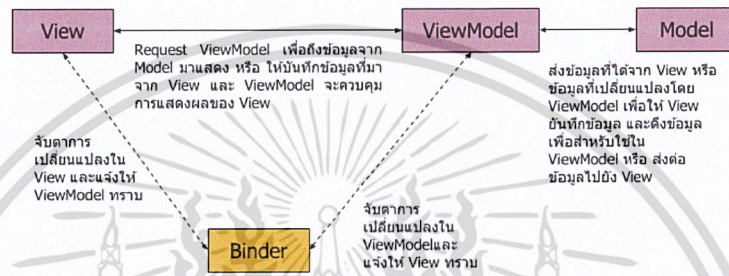 View
ViewModel
Model
Request ViewModel เพื่อถึงข้อมูลจาก
Model มาแสดง หรือ ให้บันทึกข้อมูลที่มา
จาก View และ ViewModel จะควบคุม
การแสดงผลของ View
ส่งข้อมูลที่ได้จาก View หรือ
ข้อมูลที่เปลี่ยนแปลงโดย
ViewModel เพื่อให้ View
ยันทึกข้อมูล และดึงข้อมูล
เพื่อสำหรับใช้ใน
ViewModel หรือ ส่งต่อ
ข้อมูลไปยัง View
จับตาการ
เปลี่ยนแปลงใน
View และแจ้งให้
ViewModel ทราบ
จับตาการ
เปลี่ยนแปลงใน
ViewModelและ
แจ้งให้ View ทราบ
Binder